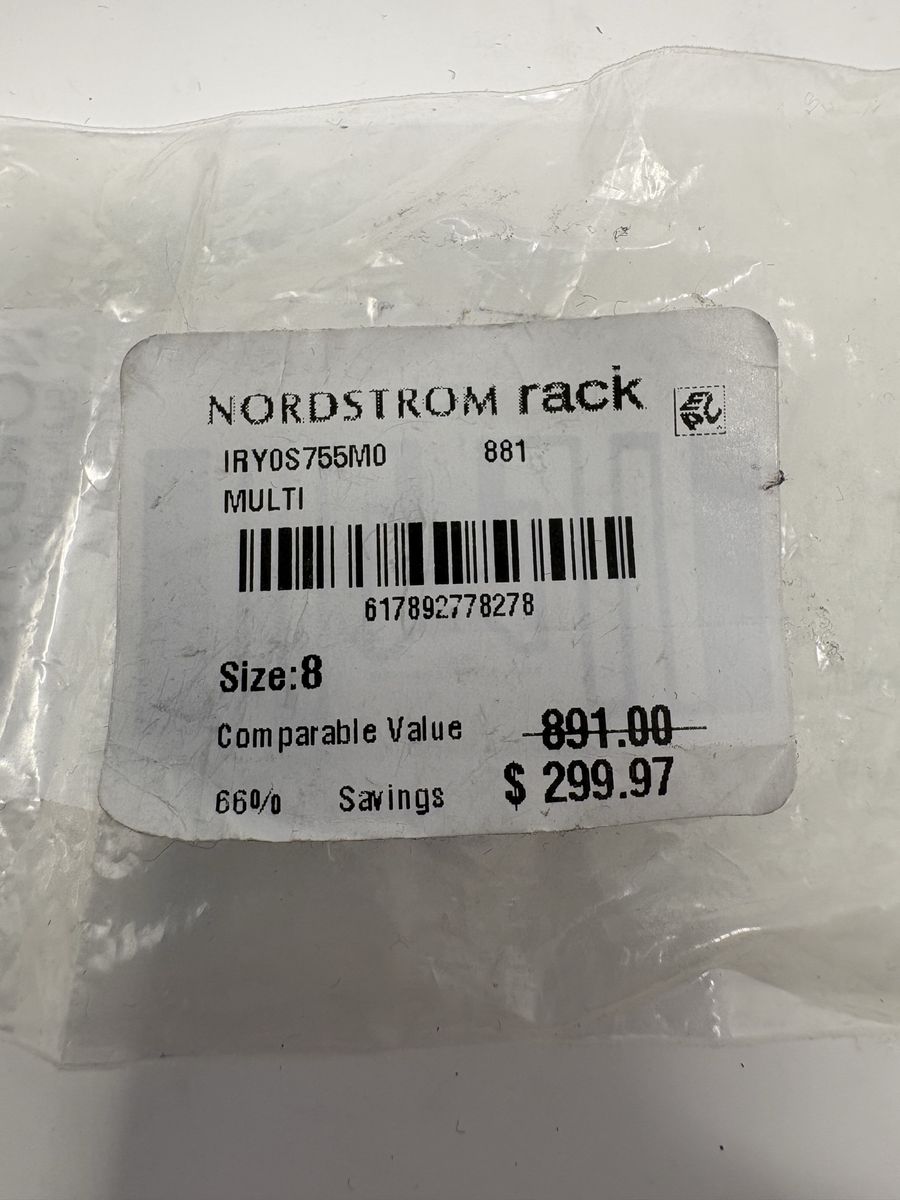 NORDSTROM rack
IRY0S755M0 881
MULTI
617892778278
Size:8
Comparable Value 891.00
66% Savings $ 299.97